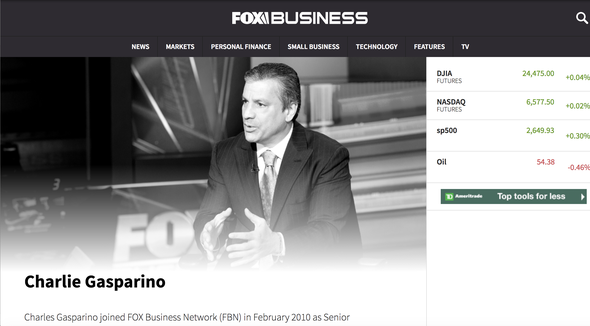 FOX BUSINESS
NEWS MARKETS PERSONAL FINANCE SMALL BUSINESS TECHNOLOGY FEATURES TV
DJIA 24,475.00 +0.04%
FUTURES
NASDAQ 6,577.50 +0.02%
FUTURES
sp500 2,649.93 +0.30%
Oil 54.38 -0.46%
TD Ameritrade Top tools for less
FOX
Charlie Gasparino
Charles Gasparino joined FOX Business Network (FBN) in February 2010 as Senior